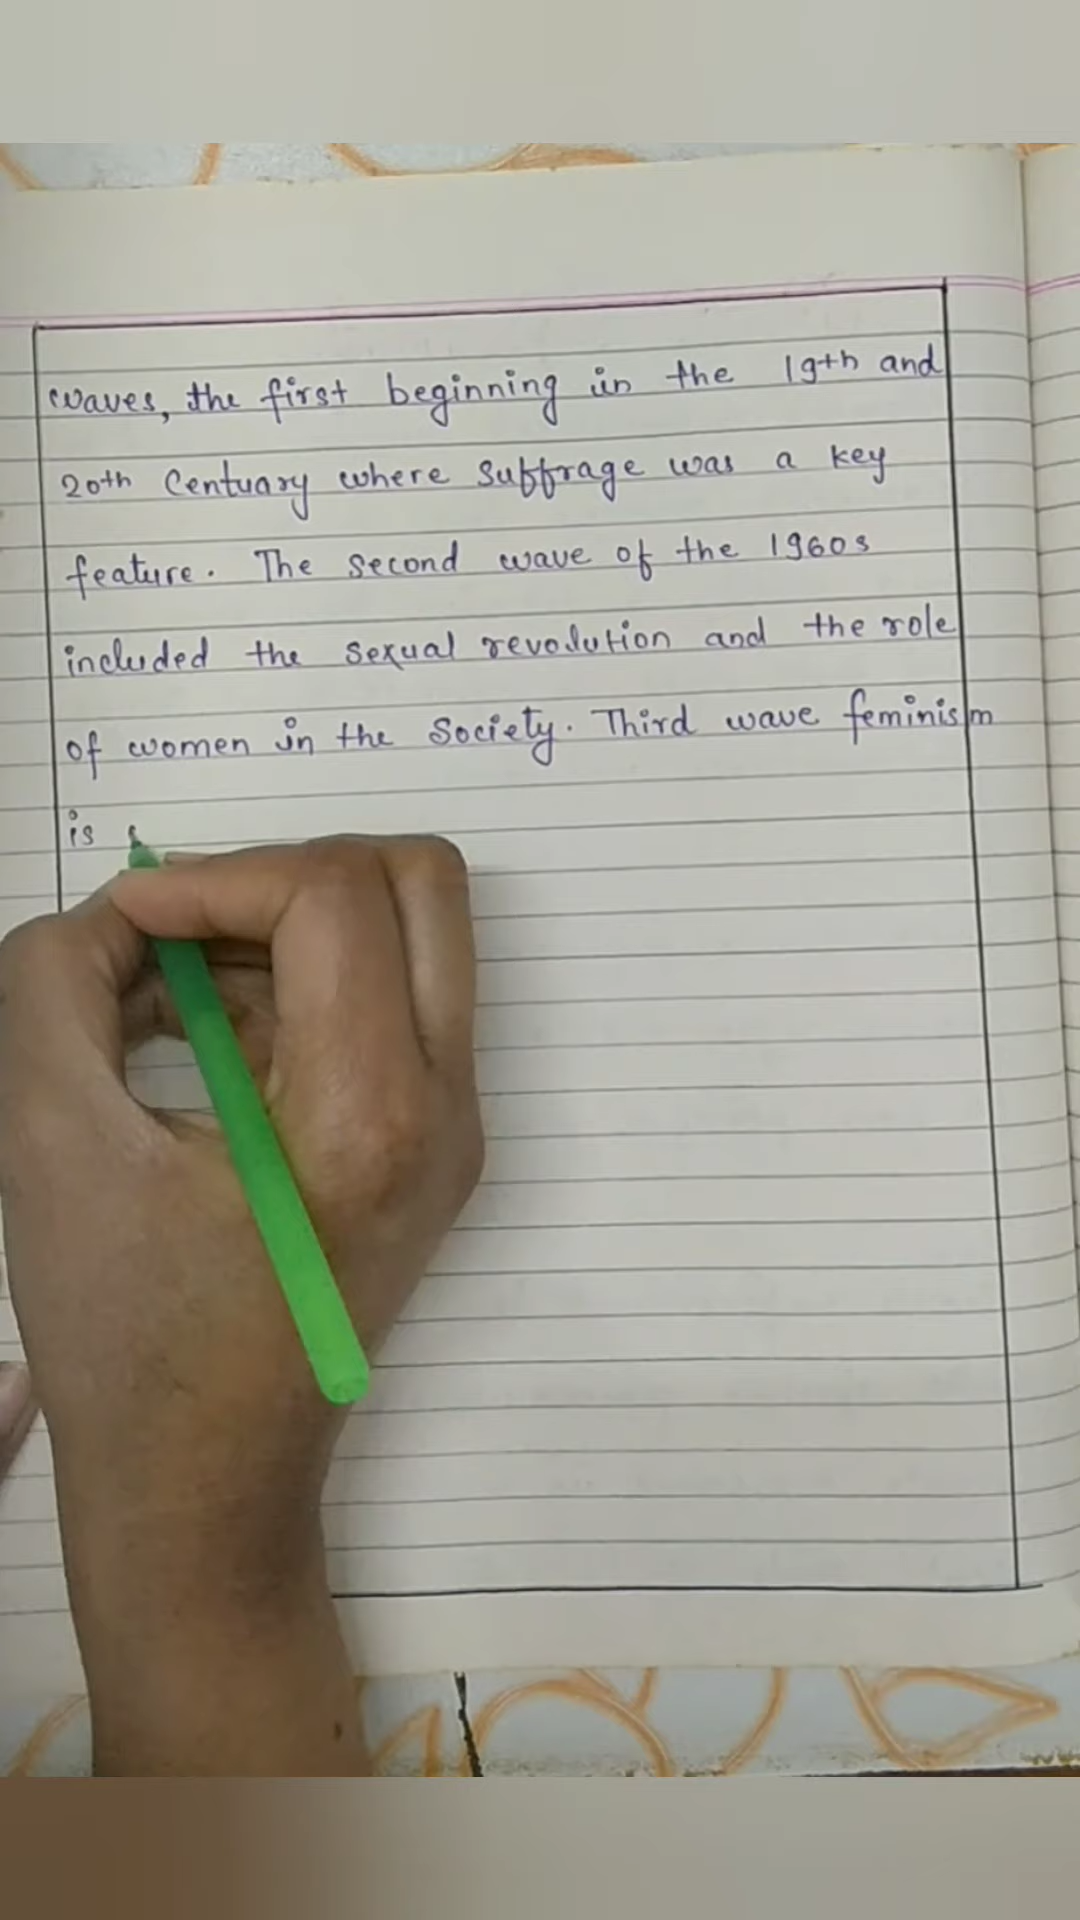 waves, the first beginning in the 19th and
20th Centuary where suffrage was a key
feature. The second wave of the 1960s
included the sexual revolution and the role
of women in the Society. Third wave feminism
is